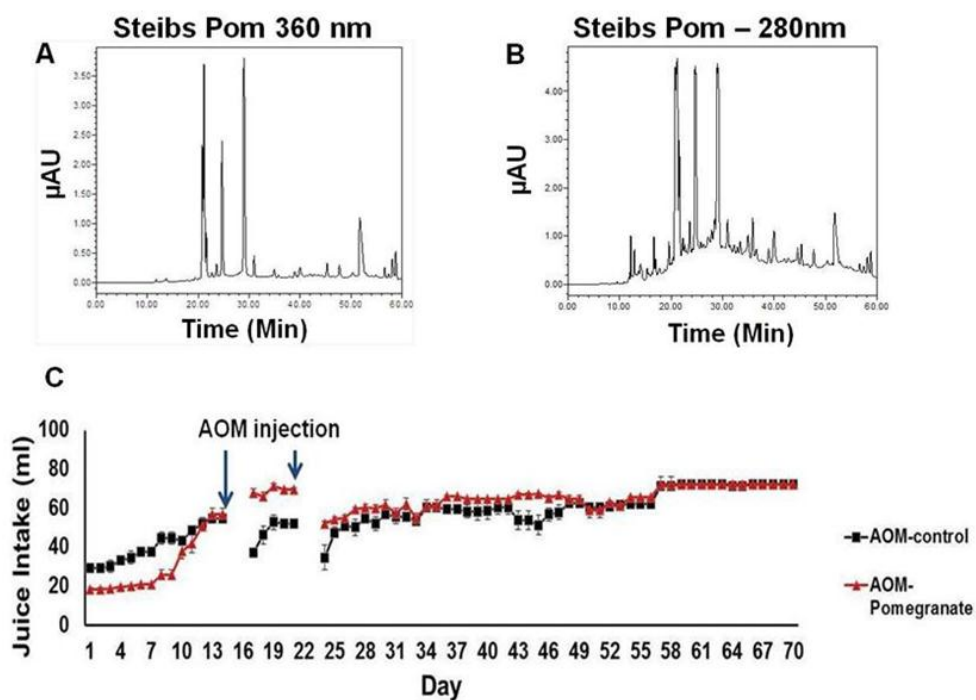 Steibs Pom 360 nm
A
3.50
3.00
2.50
2.00
1.50
1.00
0.50
0.00
µAU
0.00 10.00 20.00 30.00 40.00 50.00 60.00
Time (Min)
Steibs Pom – 280nm
B
4.00
3.00
2.00
1.00
0.00
µAU
0.00 10.00 20.00 30.00 40.00 50.00 60.00
Time (Min)
C
100
80
60
40
20
0
Juice Intake (ml)
AOM injection
1 4 7 10 13 16 19 22 25 28 31 34 37 40 43 46 49 52 55 58 61 64 67 70
Day
AOM-control
AOM-
Pomegranate